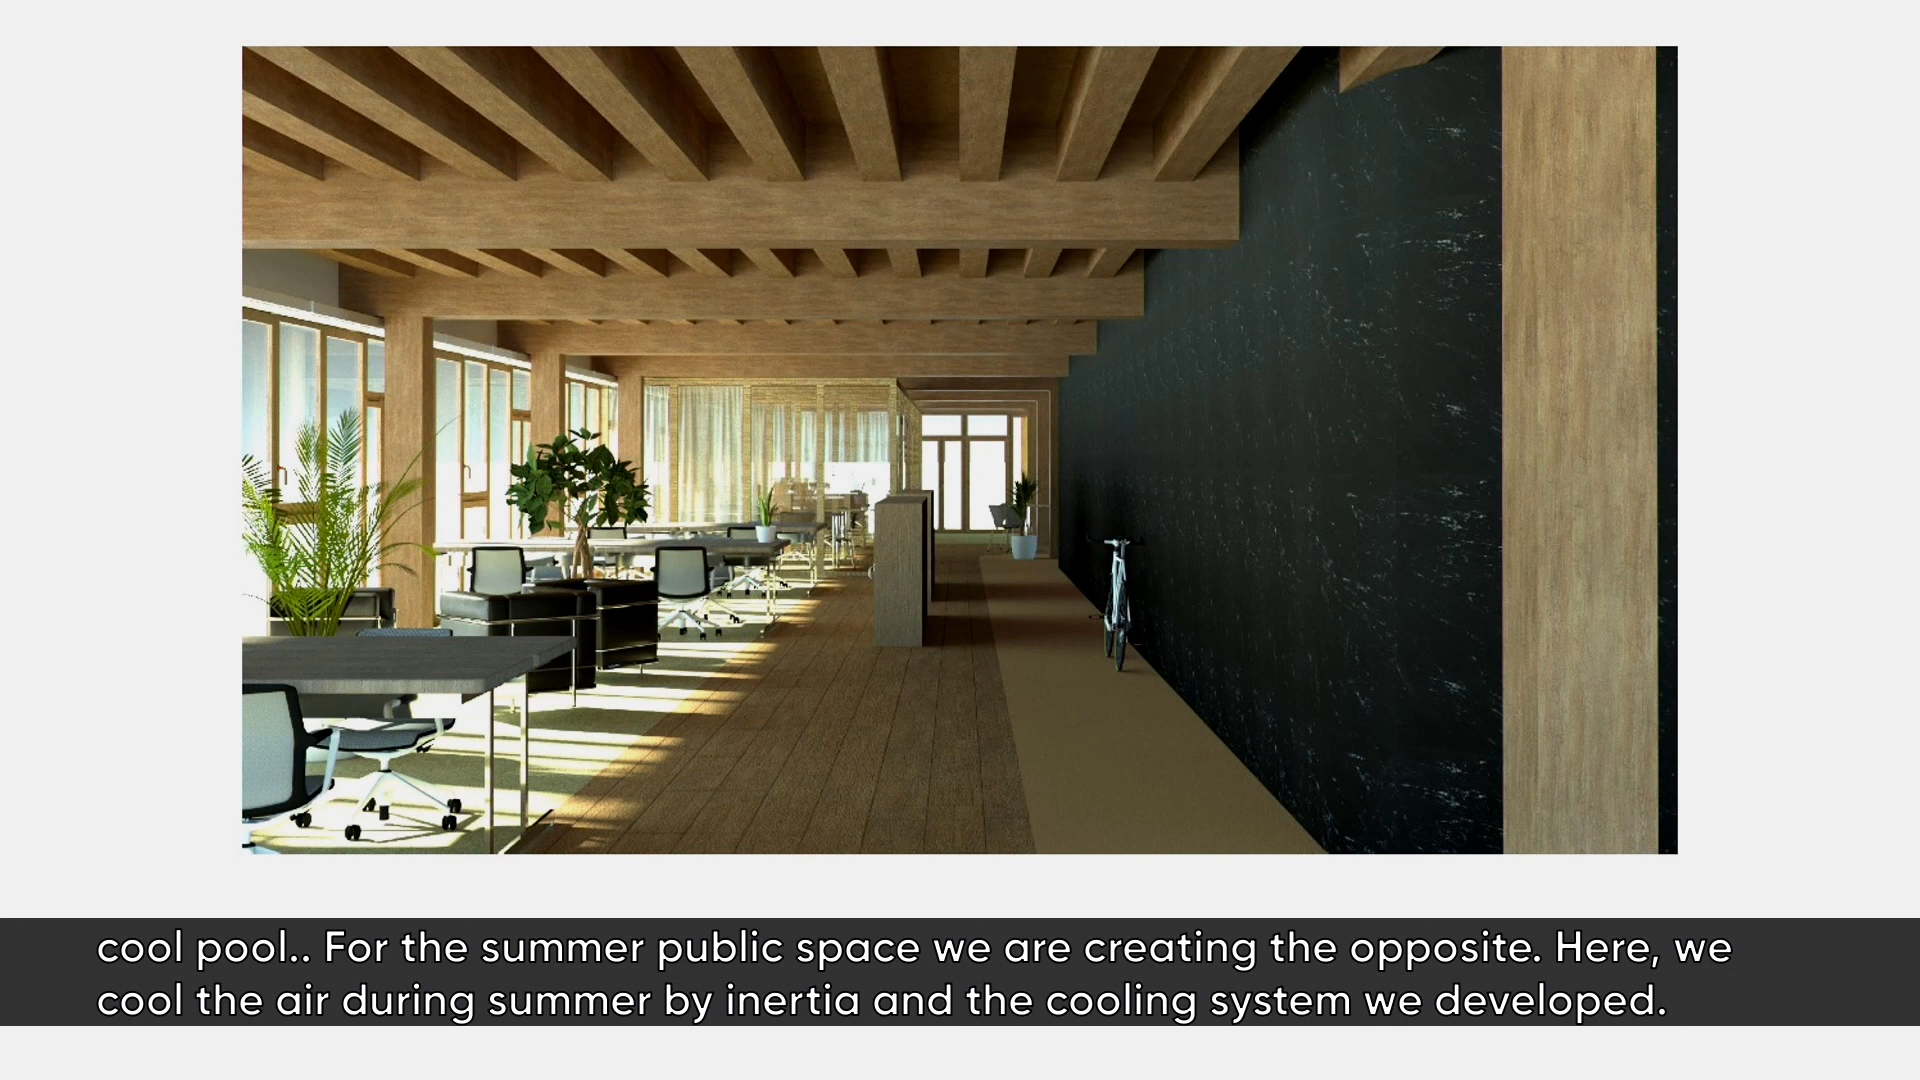 cool pool.. For the summer public space we are creating the opposite. Here, we
cool the air during summer by inertia and the cooling system we developed.